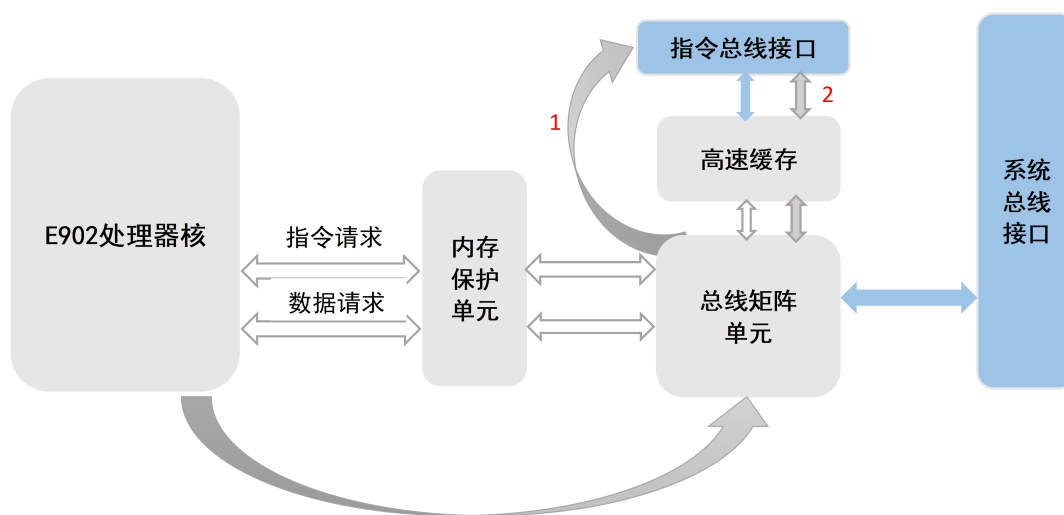 指令总线接口
1
2
高速缓存
系统
总线
接口
E902处理器核
指令请求
数据请求
内存
保护
单元
总线矩阵
单元